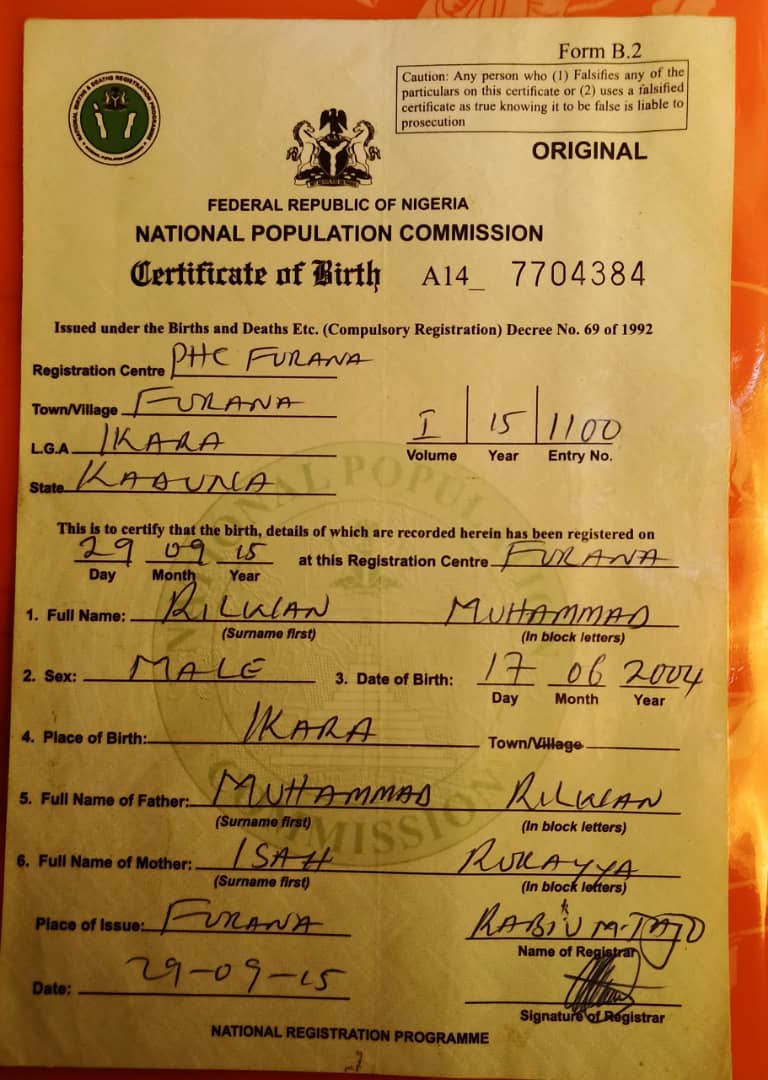 Form B.2
Caution: Any person who (1) Falsifies any of the
particulars on this certificate or (2) uses a falsified
certificate as true knowing it to be false is liable to
prosecution
ORIGINAL
FEDERAL REPUBLIC OF NIGERIA
NATIONAL POPULATION COMMISSION
Certificate of Birth A14_ 7704384
Issued under the Births and Deaths Etc. (Compulsory Registration) Decree No. 69 of 1992
Registration Centre PHC FURANA
Town/Village FURANA
L.G.A IKARA
I 15 1100
Volume Year Entry No.
State KADUNA
This is to certify that the birth, details of which are recorded herein has been registered on
29 09 15 at this Registration Centre FURANA
Day Month Year
1. Full Name: RILWAN MUHAMMAD
(Surname first) (In block letters)
2. Sex: MALE 3. Date of Birth: 17 06 2004
Day Month Year
4. Place of Birth: IKARA Town/Village
5. Full Name of Father: MUHAMMAD RILWAN
(Surname first) (In block letters)
6. Full Name of Mother: ISAH RUKAYYA
(Surname first) (In block letters)
Place of Issue: FURANA RABIU M.
Name of Registrar
Date: 29-09-15
Signature of Registrar
NATIONAL REGISTRATION PROGRAMME
NATIONAL POPULATION COMMISSION